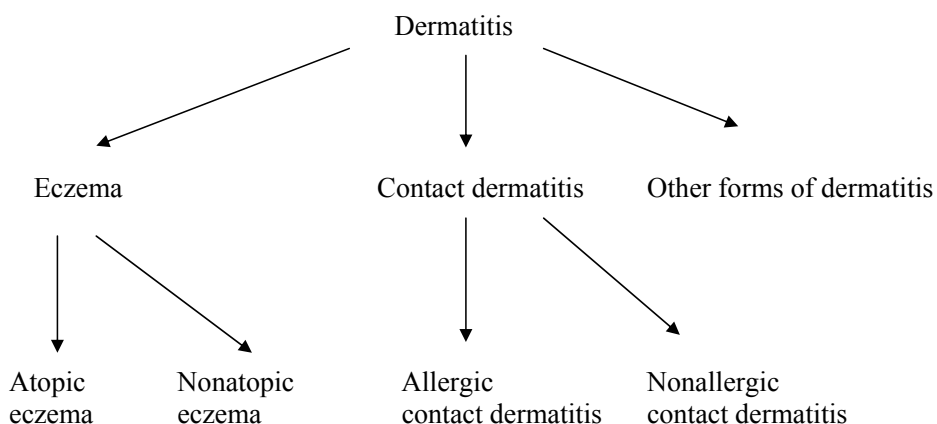 Dermatitis
Eczema
Contact dermatitis
Other forms of dermatitis
Atopic
eczema
Nonatopic
eczema
Allergic
contact dermatitis
Nonallergic
contact dermatitis